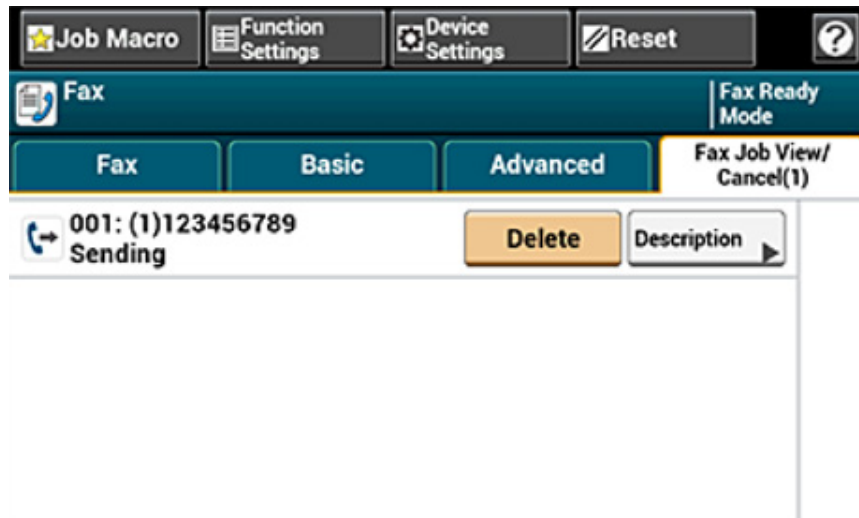 Job Macro
Function
Settings
Device
Settings
Reset
?
Fax
Fax Ready
Mode
Fax
Basic
Advanced
Fax Job View/
Cancel(1)
001: (1)123456789
Sending
Delete
Description